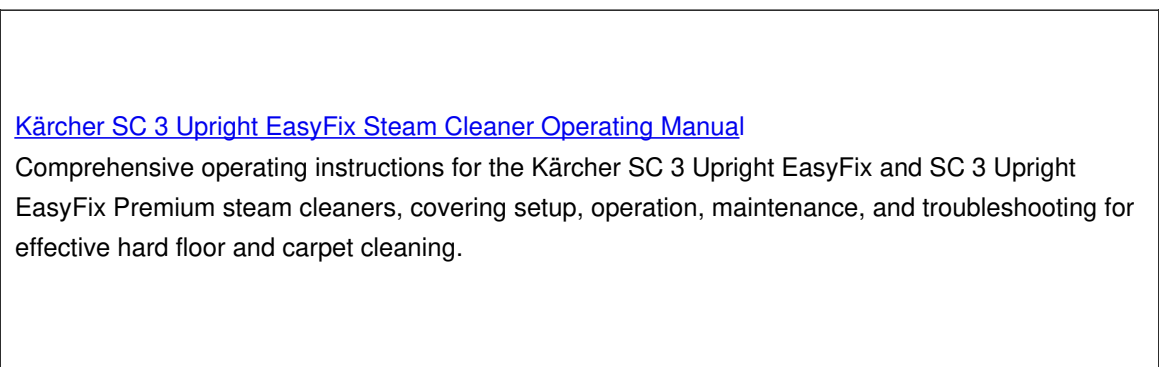 Kärcher SC 3 Upright EasyFix Steam Cleaner Operating Manual
Comprehensive operating instructions for the Kärcher SC 3 Upright EasyFix and SC 3 Upright
EasyFix Premium steam cleaners, covering setup, operation, maintenance, and troubleshooting for
effective hard floor and carpet cleaning.